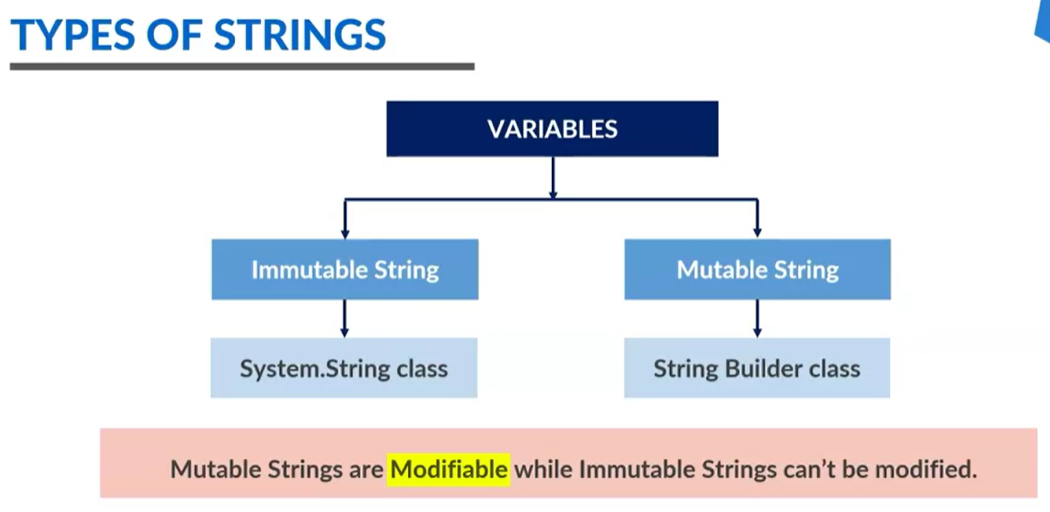 TYPES OF STRINGS
VARIABLES
Immutable String
Mutable String
System.String class
String Builder class
Mutable Strings are Modifiable while Immutable Strings can't be modified.